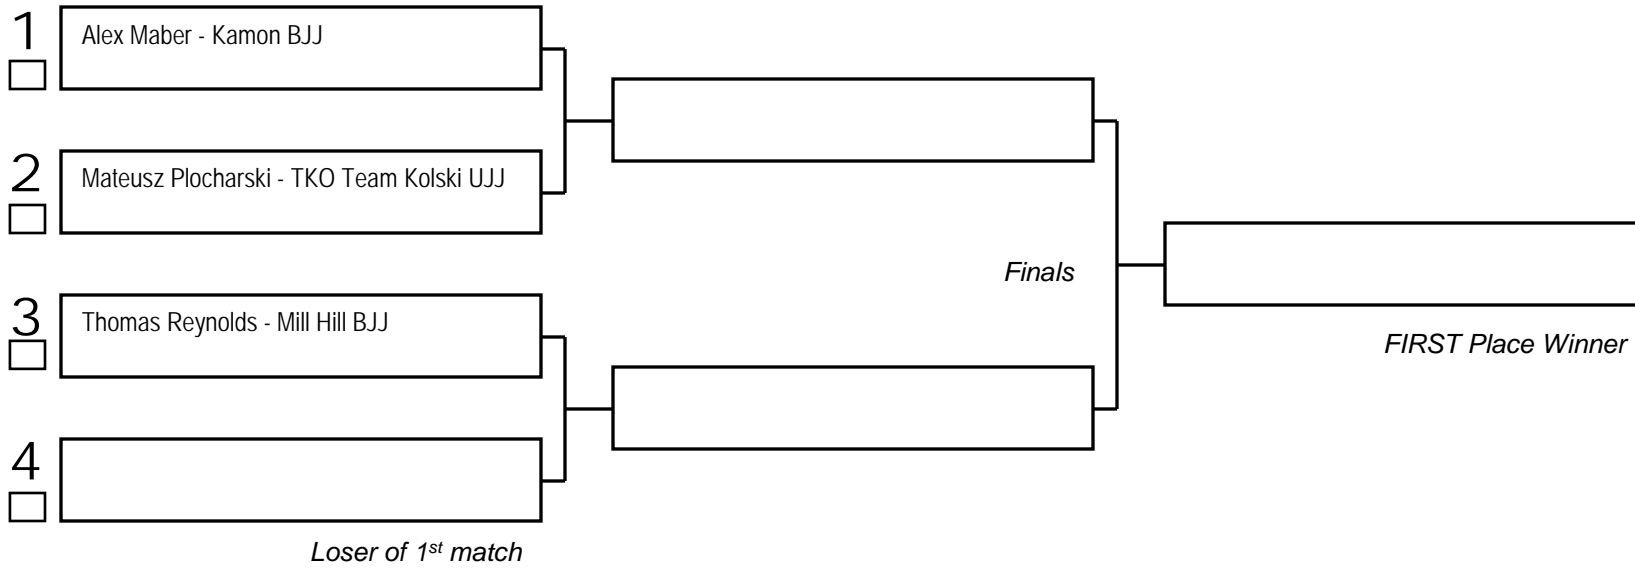 1
Alex Maber - Kamon BJJ
2
Mateusz Plocharski - TKO Team Kolski UJJ
Finals
3
Thomas Reynolds - Mill Hill BJJ
FIRST Place Winner
4
Loser of 1st match